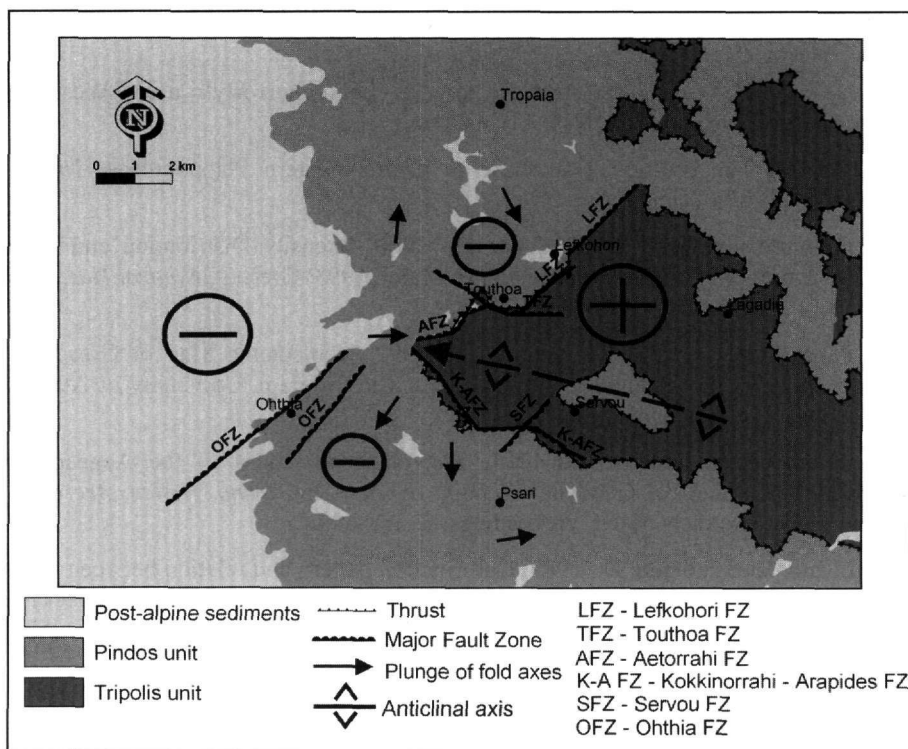 Tropaia
N
0 1 2 km
LFZ
Lefkohori
LFZ
Touthoa
TFZ
AFZ
Lagadia
K-AFZ
SFZ
Servou
Ohthia
OFZ
OFZ
K-AFZ
Psari
Post-alpine sediments
Pindos unit
Tripolis unit
Thrust
Major Fault Zone
Plunge of fold axes
Anticlinal axis
LFZ - Lefkohori FZ
TFZ - Touthoa FZ
AFZ - Aetorrahi FZ
K-A FZ - Kokkinorrahi - Arapides FZ
SFZ - Servou FZ
OFZ - Ohthia FZ